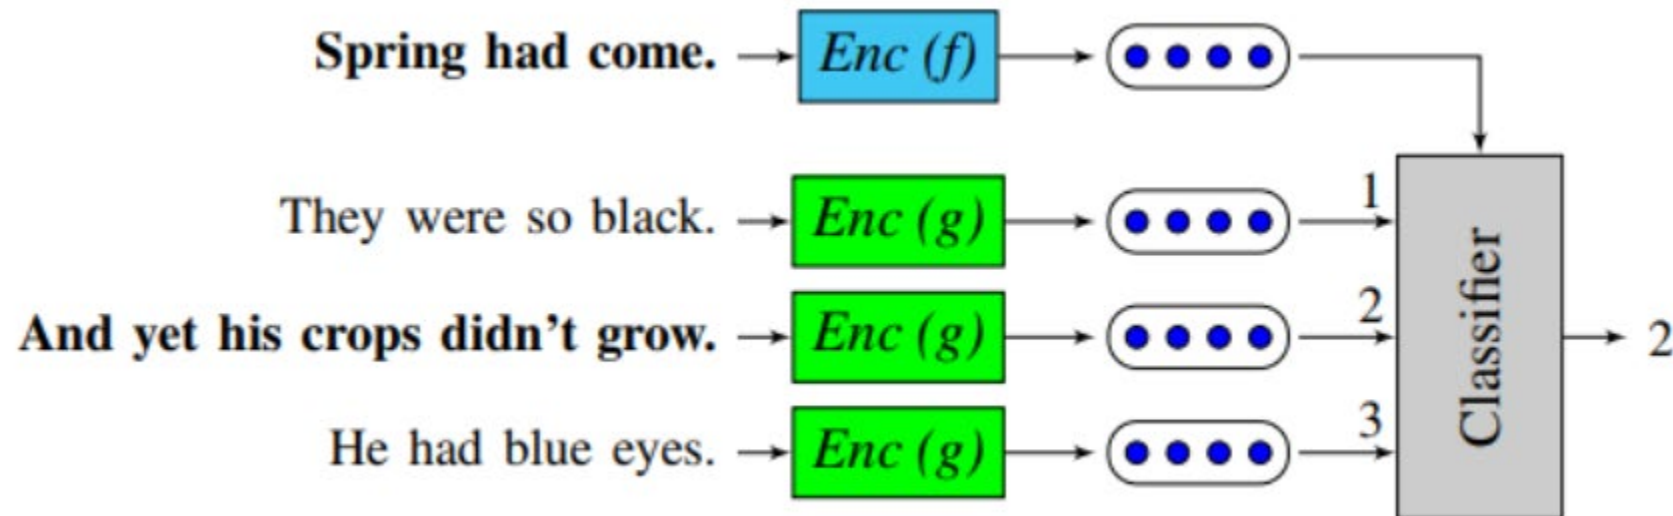 Spring had come. Enc (f)
They were so black. Enc (g) 1
And yet his crops didn't grow. Enc (g) 2
He had blue eyes. Enc (g) 3
Classifier
2